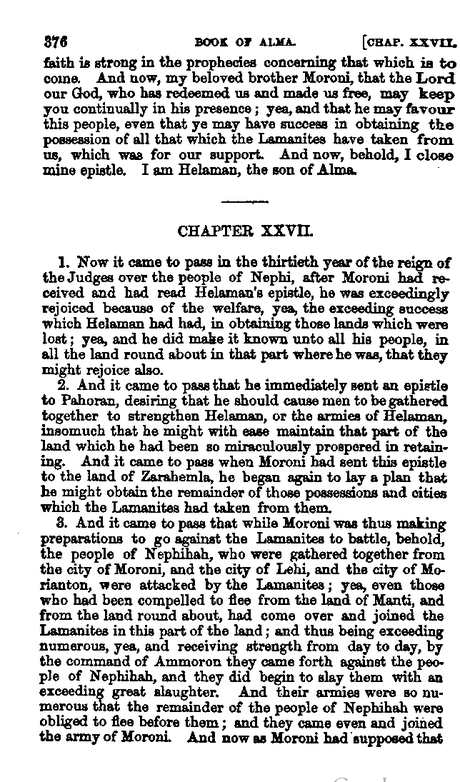 376 BOOK OF ALMA. [CHAP. XXVII.
faith is strong in the prophecies concerning that which is to
come. And now, my beloved brother Moroni, that the Lord
our God, who has redeemed us and made us free, may keep
you continually in his presence; yea, and that he may favour
this people, even that ye may have success in obtaining the
possession of all that which the Lamanites have taken from
us, which was for our support. And now, behold, I close
mine epistle. I am Helaman, the son of Alma.
CHAPTER XXVII.
1. Now it came to pass in the thirtieth year of the reign of
the Judges over the people of Nephi, after Moroni had re-
ceived and had read Helaman's epistle, he was exceedingly
rejoiced because of the welfare, yea, the exceeding success
which Helaman had had, in obtaining those lands which were
lost; yea, and he did make it known unto all his people, in
all the land round about in that part where he was, that they
might rejoice also.
2. And it came to pass that he immediately sent an epistle
to Pahoran, desiring that he should cause men to be gathered
together to strengthen Helaman, or the armies of Helaman,
insomuch that he might with ease maintain that part of the
land which he had been so miraculously prospered in retain-
ing. And it came to pass when Moroni had sent this epistle
to the land of Zarahemla, he began again to lay a plan that
he might obtain the remainder of those possessions and cities
which the Lamanites had taken from them.
3. And it came to pass that while Moroni was thus making
preparations to go against the Lamanites to battle, behold,
the people of Nephihah, who were gathered together from
the city of Moroni, and the city of Lehi, and the city of Mo-
rianton, were attacked by the Lamanites; yea, even those
who had been compelled to flee from the land of Manti, and
from the land round about, had come over and joined the
Lamanites in this part of the land; and thus being exceeding
numerous, yea, and receiving strength from day to day, by
the command of Ammoron they came forth against the peo-
ple of Nephihah, and they did begin to slay them with an
exceeding great slaughter. And their armies were so nu-
merous that the remainder of the people of Nephihah were
obliged to flee before them; and they came even and joined
the army of Moroni. And now as Moroni had supposed that